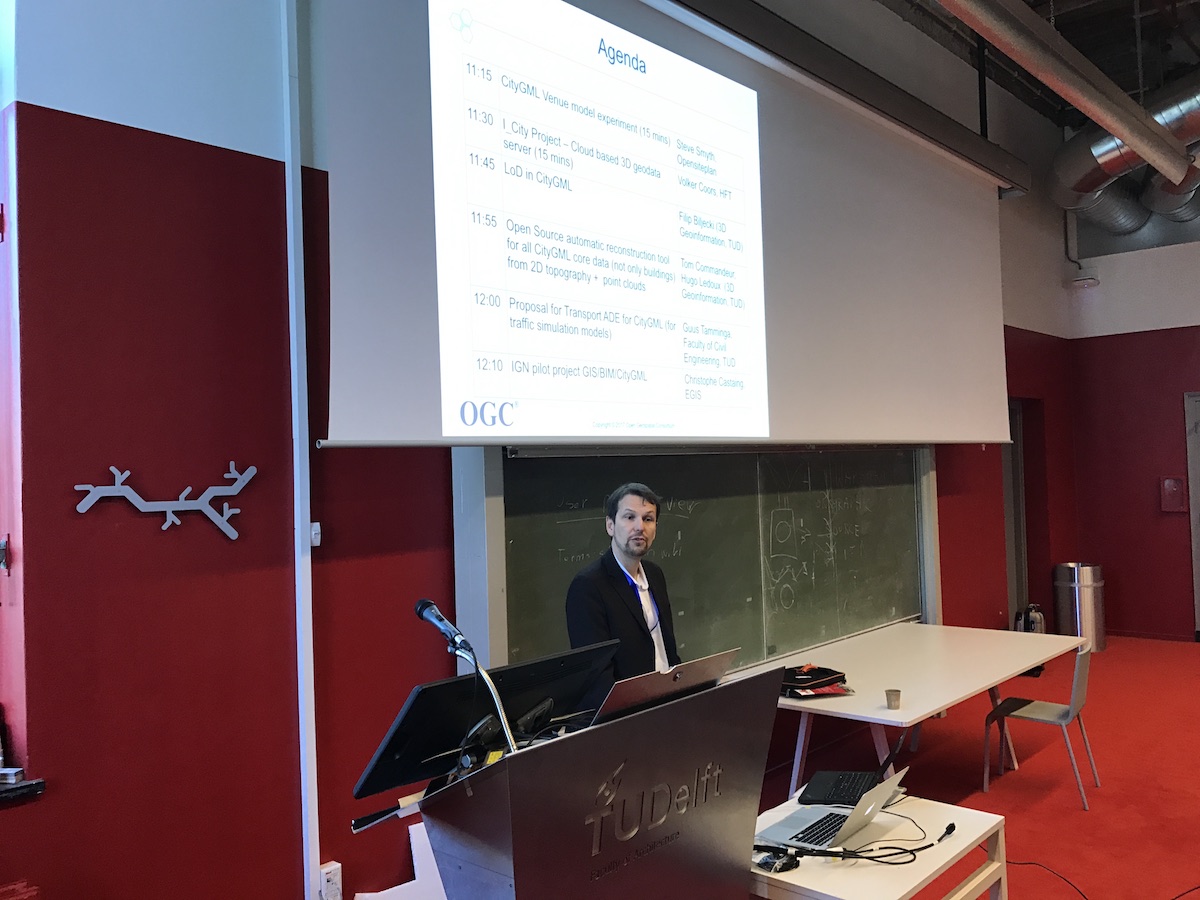 Agenda
11:15 CityGML Venue model experiment (15 mins)
Steve Smyth,
Opensiteplan
11:30 I_City Project – Cloud based 3D geodata
server (15 mins)
Volker Coors, HFT
11:45 LoD in CityGML
Filip Biljecki (3D
Geoinformation, TUD)
11:55 Open Source automatic reconstruction tool
for all CityGML core data (not only buildings)
from 2D topography + point clouds
Tom Commandeur,
Hugo Ledoux (3D
Geoinformation, TUD)
12:00 Proposal for Transport ADE for CityGML (for
traffic simulation models)
Guus Tamminga,
Faculty of Civil
Engineering, TUD
12:10 IGN pilot project GIS/BIM/CityGML
Christophe Castaing,
EGIS
OGC®
view
TUDelft
Faculty of Architecture